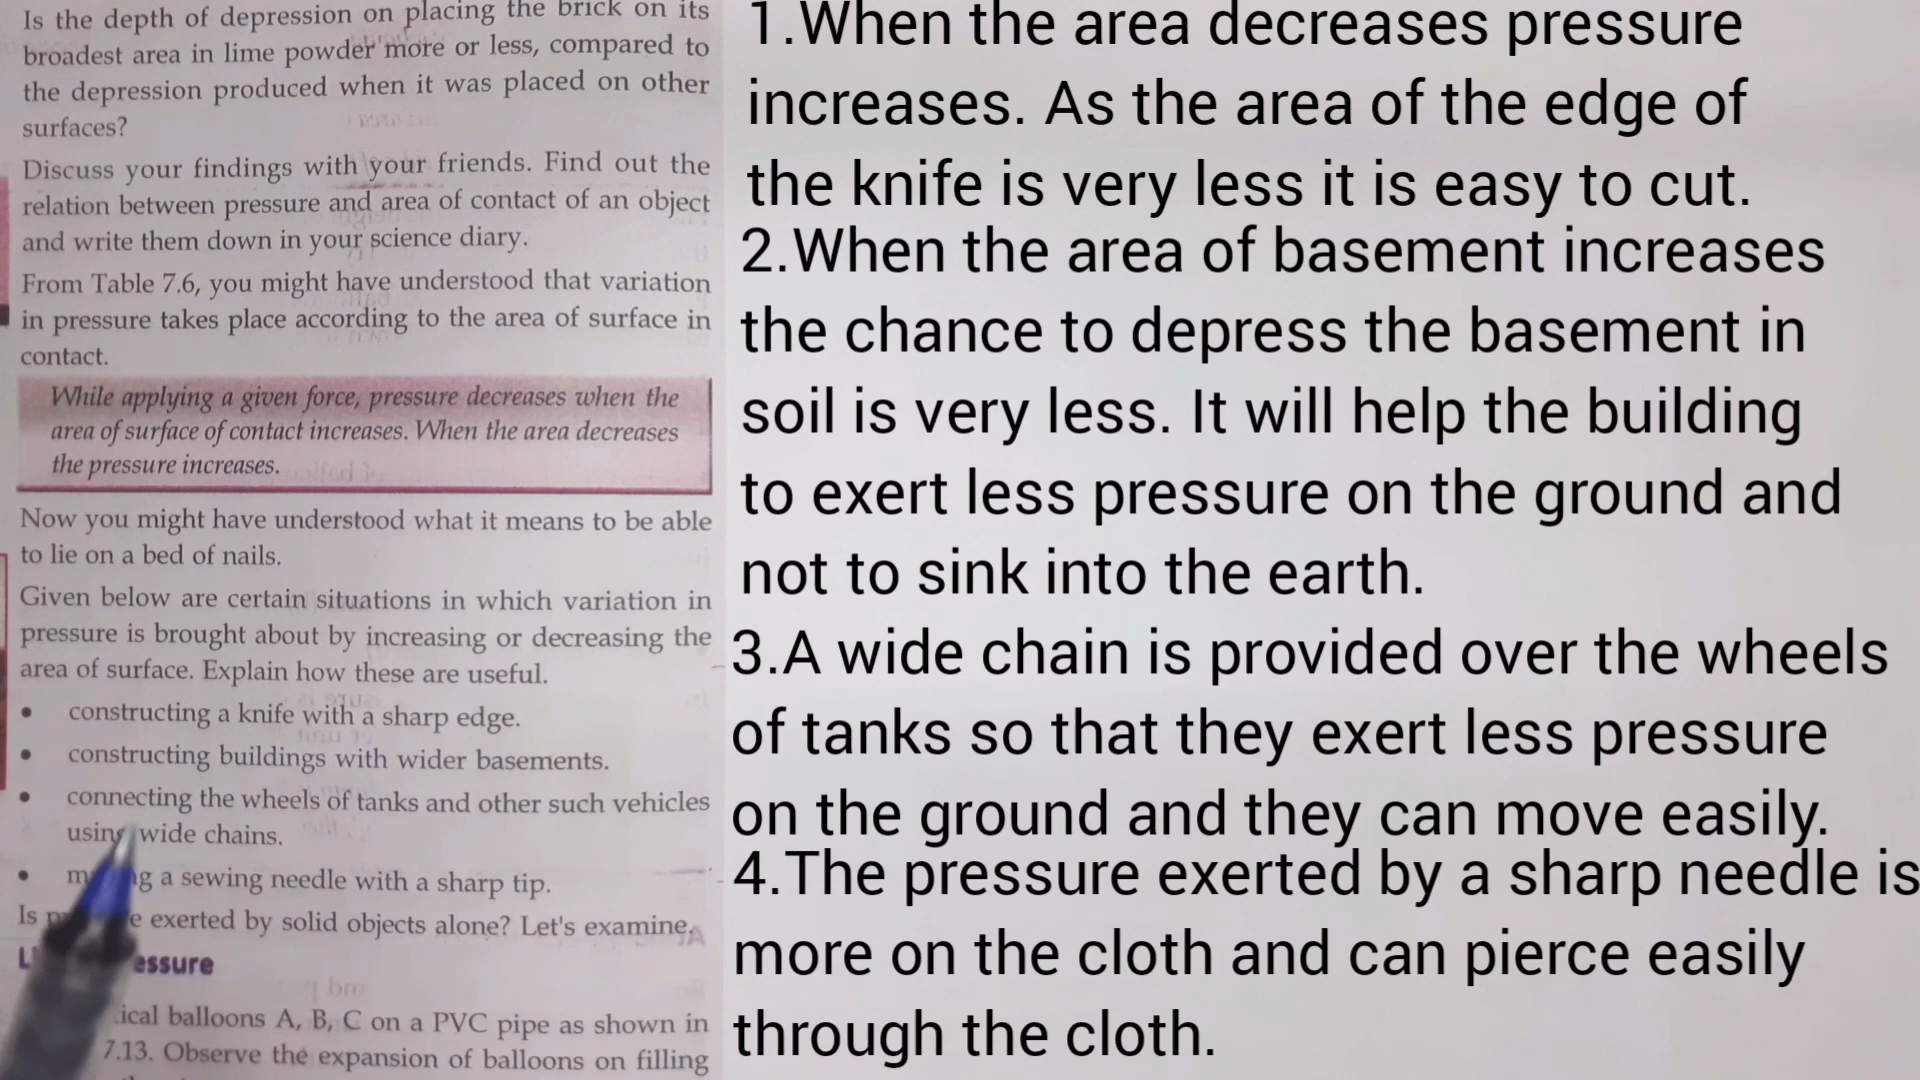 Is the depth of depression on placing the brick on its
broadest area in lime powder more or less, compared to
the depression produced when it was placed on other
surfaces?
Discuss your findings with your friends. Find out the
relation between pressure and area of contact of an object
and write them down in your science diary.
From Table 7.6, you might have understood that variation
in pressure takes place according to the area of surface in
contact.
While applying a given force, pressure decreases when the
area of surface of contact increases. When the area decreases
the pressure increases.
Now you might have understood what it means to be able
to lie on a bed of nails.
Given below are certain situations in which variation in
pressure is brought about by increasing or decreasing the
area of surface. Explain how these are useful.
• constructing a knife with a sharp edge.
• constructing buildings with wider basements.
• connecting the wheels of tanks and other such vehicles
using wide chains.
• a sewing needle with a sharp tip.
Is exerted by solid objects alone? Let's examine.
balloons A, B, C on a PVC pipe as shown in
7.13. Observe the expansion of balloons on filling
1.When the area decreases pressure
increases. As the area of the edge of
the knife is very less it is easy to cut.
2.When the area of basement increases
the chance to depress the basement in
soil is very less. It will help the building
to exert less pressure on the ground and
not to sink into the earth.
3.A wide chain is provided over the wheels
of tanks so that they exert less pressure
on the ground and they can move easily.
4.The pressure exerted by a sharp needle is
more on the cloth and can pierce easily
through the cloth.